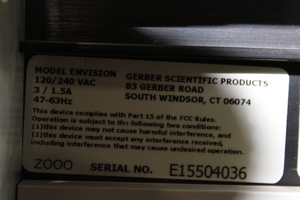 MODEL ENVISION
120/240 VAC
3 / 1.5A
47-63Hz
GERBER SCIENTIFIC PRODUCTS
83 GERBER ROAD
SOUTH WINDSOR, CT 06074
This device complies with Part 15 of the FCC Rules.
Operation is subject to the following two conditions:
(1) this device may not cause harmful interference, and
(2) this device must accept any interference received,
including interference that may cause undesired operation.
ZOOO SERIAL NO. E15504036